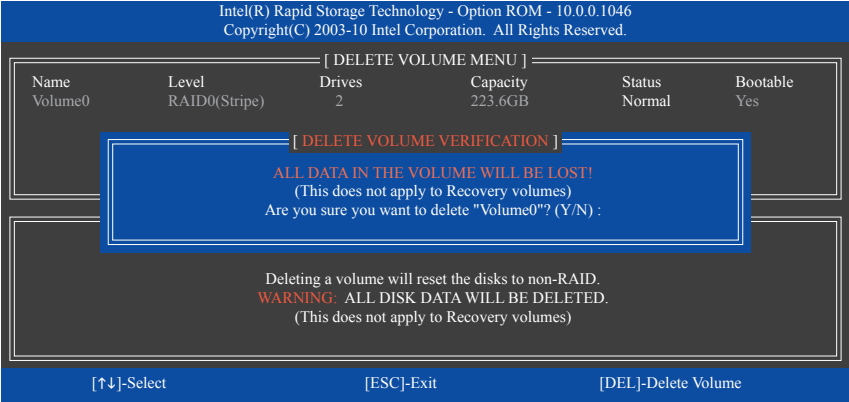 Intel(R) Rapid Storage Technology - Option ROM - 10.0.0.1046
Copyright(C) 2003-10 Intel Corporation. All Rights Reserved.
[ DELETE VOLUME MENU ]
Name Level Drives Capacity Status Bootable
Volume0 RAID0(Stripe) 2 223.6GB Normal Yes
[ DELETE VOLUME VERIFICATION ]
ALL DATA IN THE VOLUME WILL BE LOST!
(This does not apply to Recovery volumes)
Are you sure you want to delete "Volume0"? (Y/N) :
Deleting a volume will reset the disks to non-RAID.
WARNING: ALL DISK DATA WILL BE DELETED.
(This does not apply to Recovery volumes)
[↑↓]-Select [ESC]-Exit [DEL]-Delete Volume